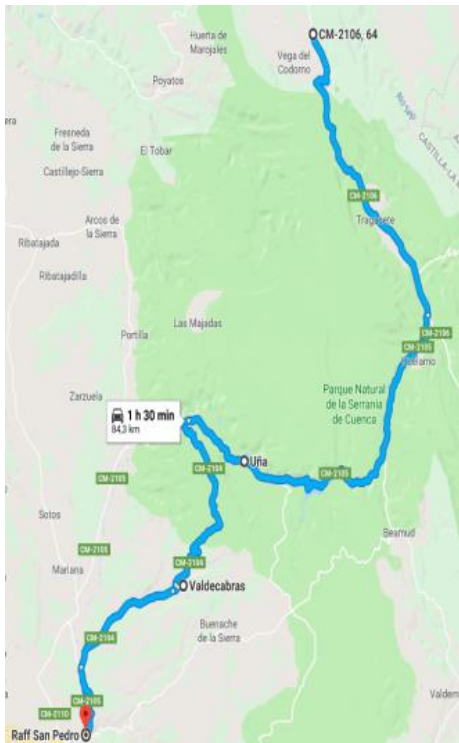 Huerta de
Marojales
CM-2106, 64
Vega del
Codorno
Poyatos
Fresneda
de la Sierra
El Tobar
Castillejo-Sierra
CM-2106
Tragacete
Arcos de
la Sierra
Ribatajada
Ribatajadilla
Las Majadas
Portilla
CM-2106
CM-2105
Parque Natural
de la Serranía
de Cuenca
Zarzuela
1 h 30 min
84,3 km
Uña
CM-2105
CM-2104
CM-2105
Sotos
Beamud
CM-2105
Mariana
CM-2104
Valdecabras
Buenache
de la Sierra
CM-2104
CM-2105
CM-2110
Raff San Pedro